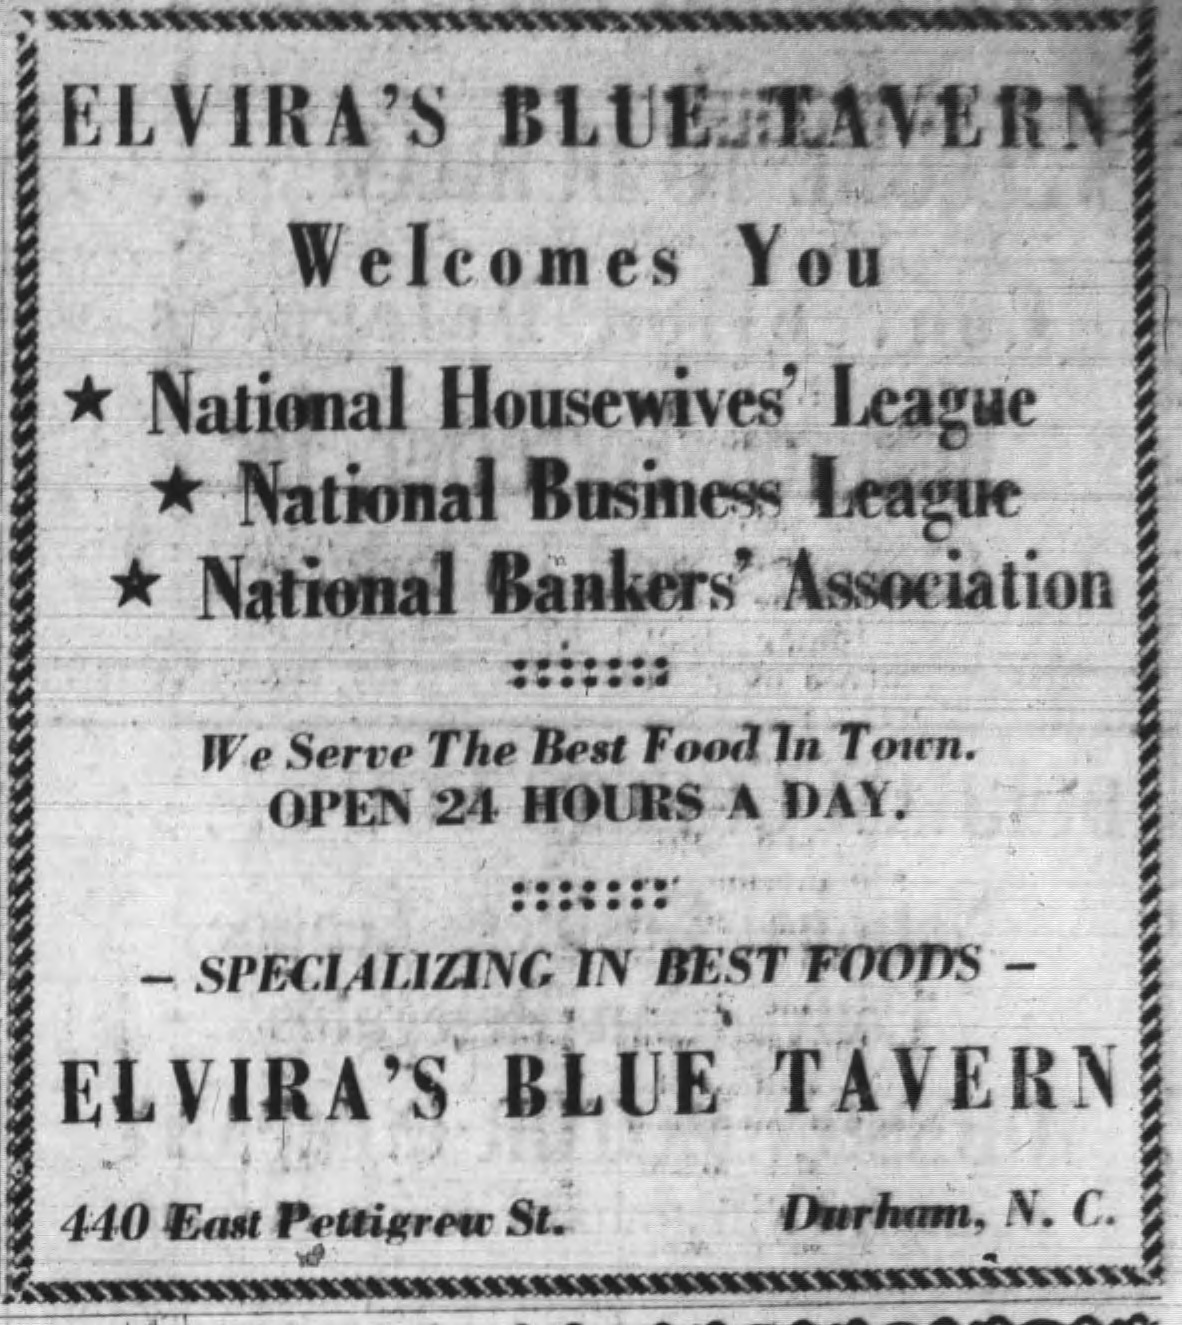 ELVIRA'S BLUE TAVERN
Welcomes You
★ National Housewives' League
★ National Business League
★ National Bankers' Association
We Serve The Best Food In Town.
OPEN 24 HOURS A DAY.
– SPECIALIZING IN BEST FOODS –
ELVIRA'S BLUE TAVERN
440 East Pettigrew St. Durham, N. C.